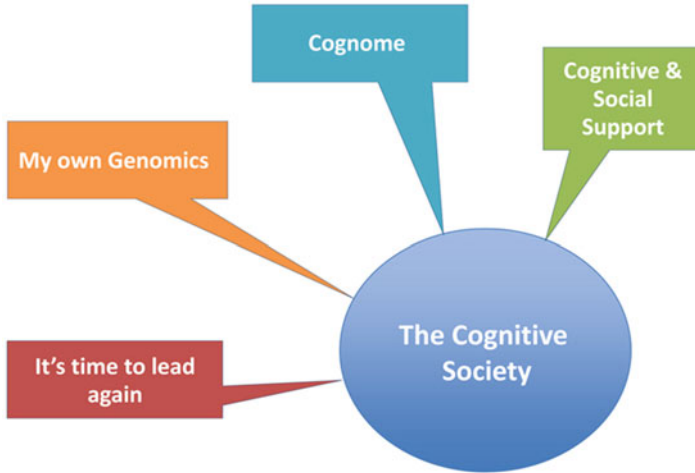 Cognome
Cognitive &
Social
Support
My own Genomics
The Cognitive
Society
It's time to lead
again